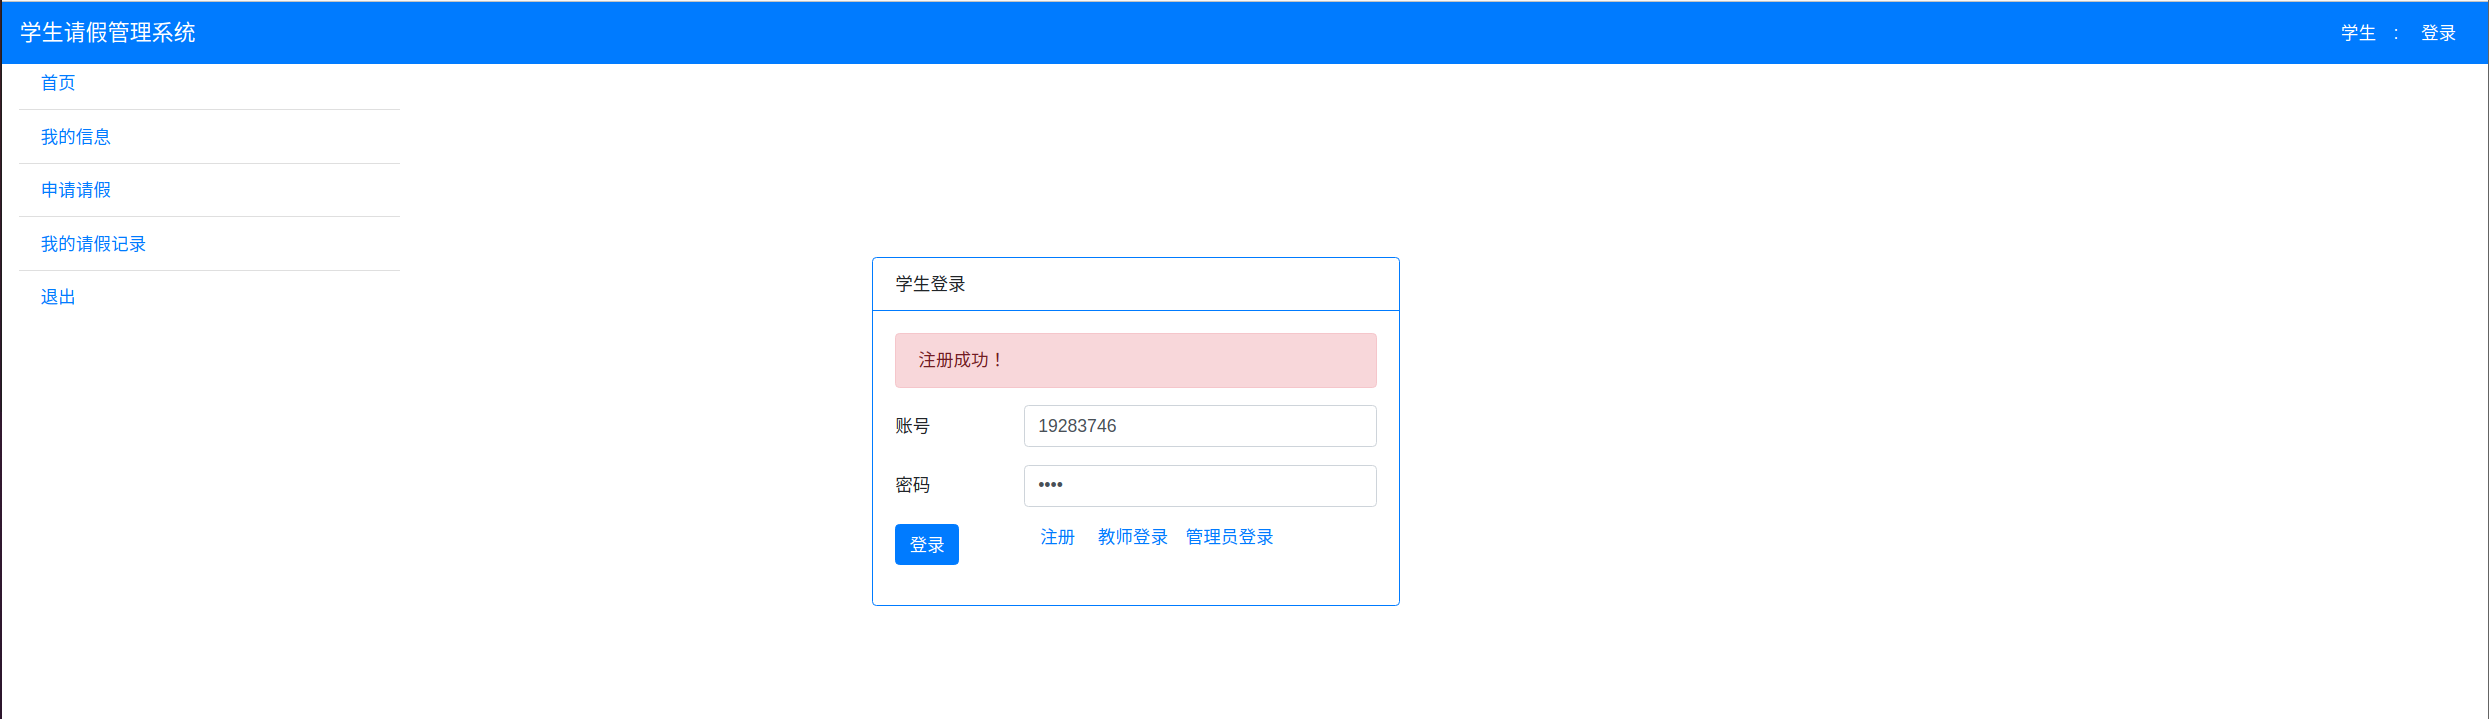 学生请假管理系统
学生 : 登录
首页
我的信息
申请请假
我的请假记录
退出
学生登录
注册成功！
账号 19283746
密码 ••••
登录 注册 教师登录 管理员登录